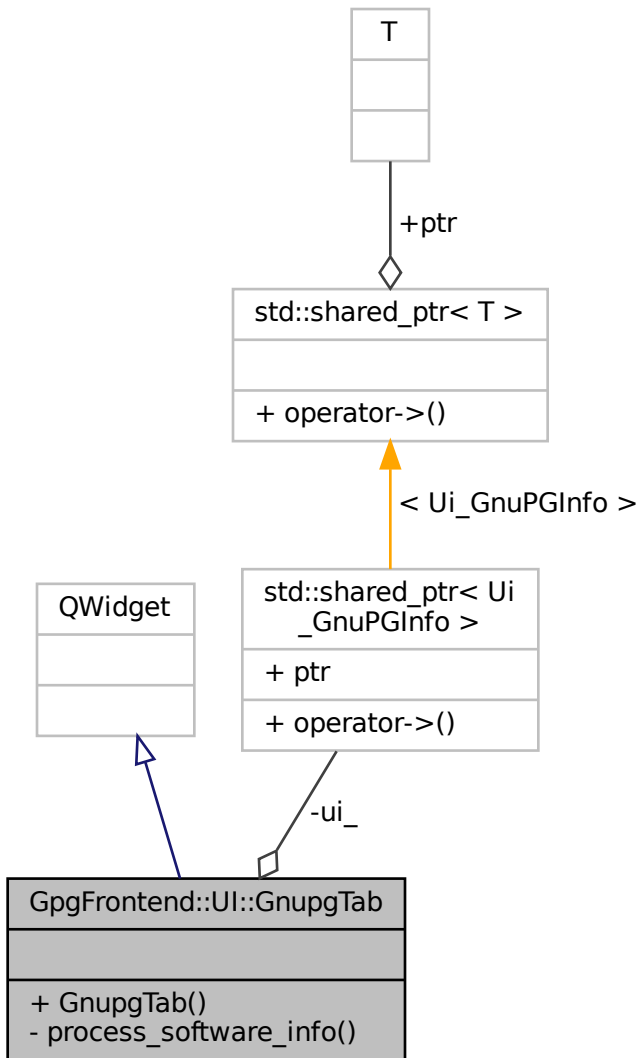 T
+ptr
std::shared_ptr< T >
+ operator->()
< Ui_GnuPGInfo >
std::shared_ptr< Ui
_GnuPGInfo >
+ ptr
+ operator->()
QWidget
-ui_
GpgFrontend::UI::GnupgTab
+ GnupgTab()
- process_software_info()